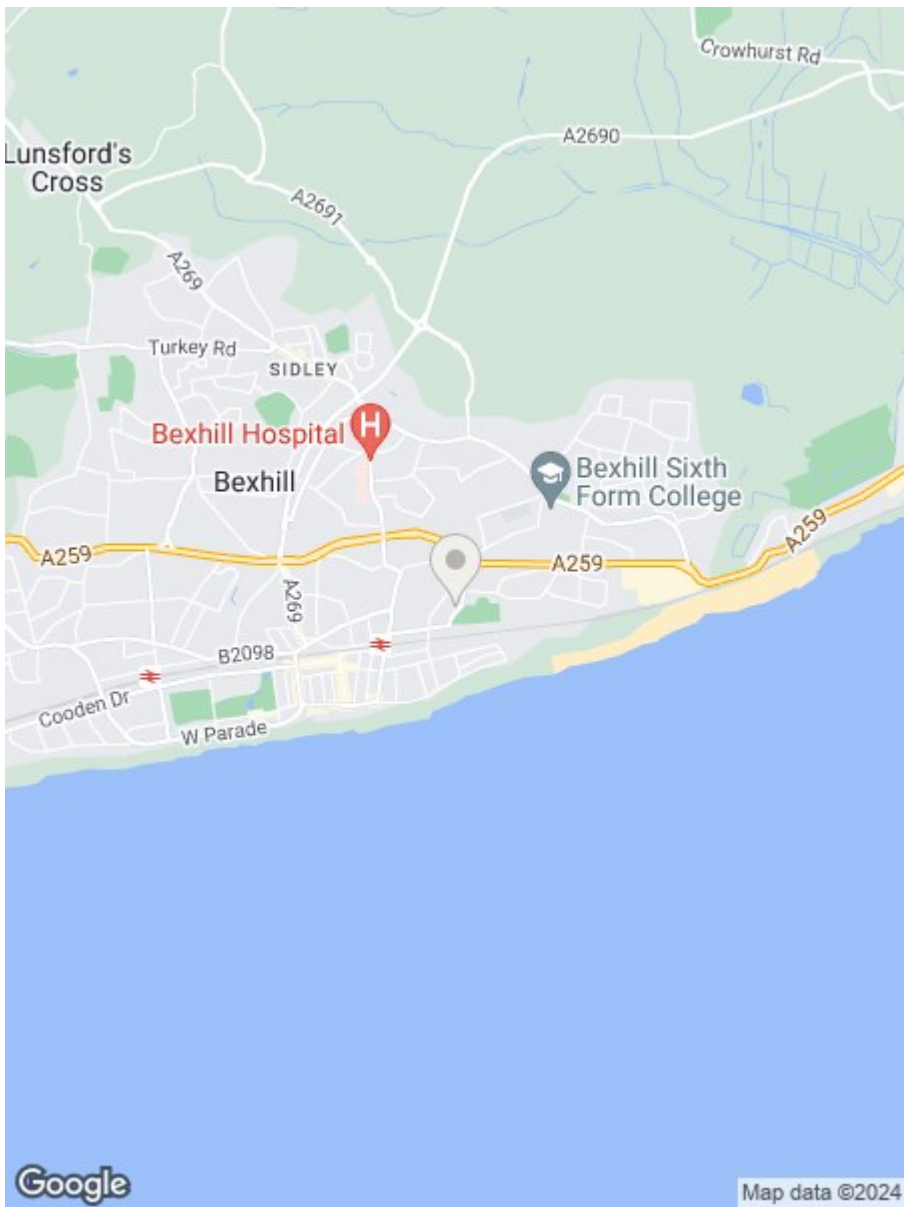 Crowhurst Rd
A2690
Lunsford's
Cross
A2691
A269
Turkey Rd
SIDLEY
Bexhill Hospital
H
Bexhill Sixth
Form College
Bexhill
A259
A259
A259
A269
B2098
Cooden Dr
W Parade
Google
Map data ©2024